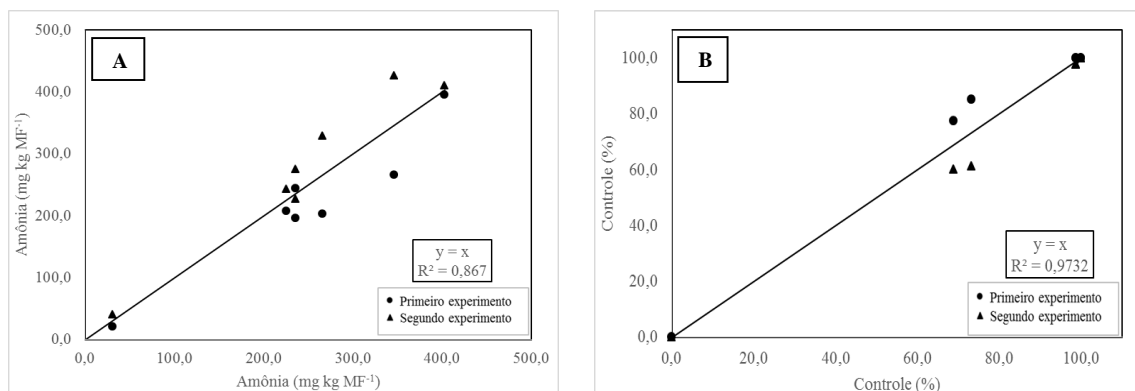 A
500,0
400,0
300,0
200,0
100,0
0,0
Amônia (mg kg MF⁻¹)
y = x
R² = 0,867
Primeiro experimento
Segundo experimento
0,0 100,0 200,0 300,0 400,0 500,0
Amônia (mg kg MF⁻¹)
B
100,0
80,0
60,0
40,0
20,0
0,0
Controle (%)
y = x
R² = 0,9732
Primeiro experimento
Segundo experimento
0,0 20,0 40,0 60,0 80,0 100,0
Controle (%)